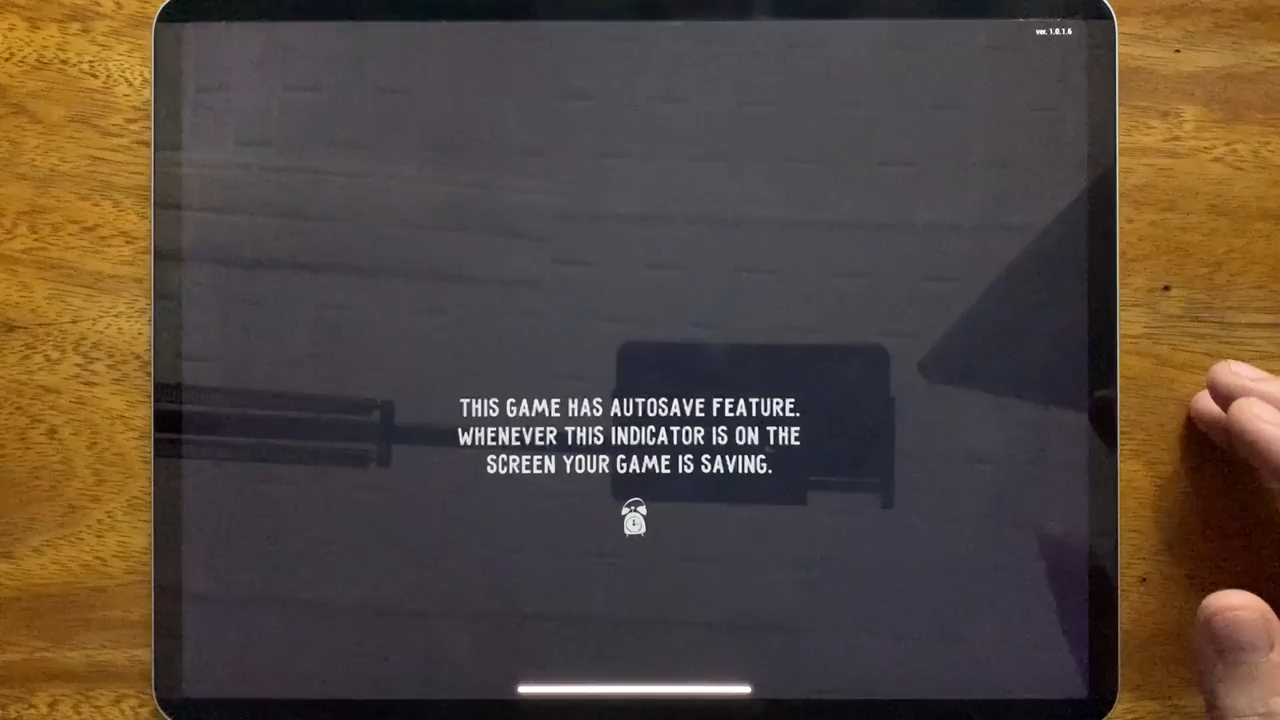 ver. 1.0.1.6
THIS GAME HAS AUTOSAVE FEATURE.
WHENEVER THIS INDICATOR IS ON THE
SCREEN YOUR GAME IS SAVING.